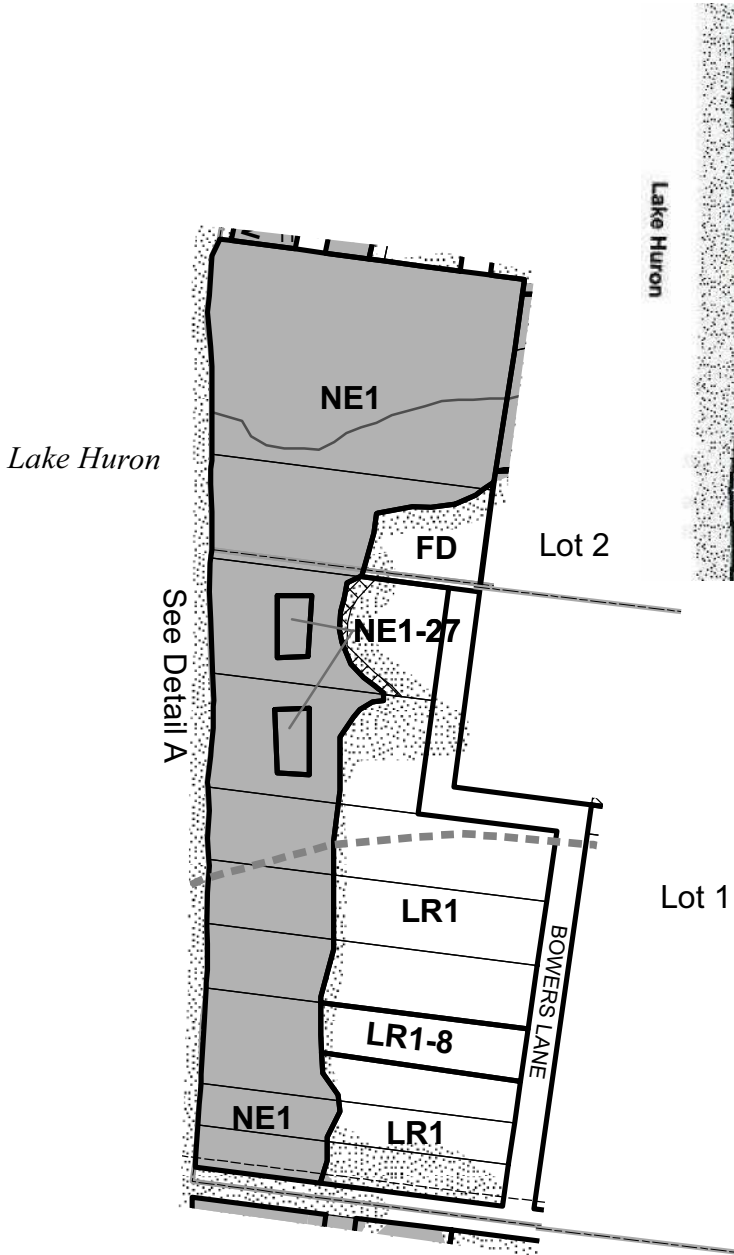 Lake Huron
NE1
Lake Huron
FD
Lot 2
NE1-27
See Detail A
LR1
Lot 1
BOWERS LANE
LR1-8
NE1
LR1